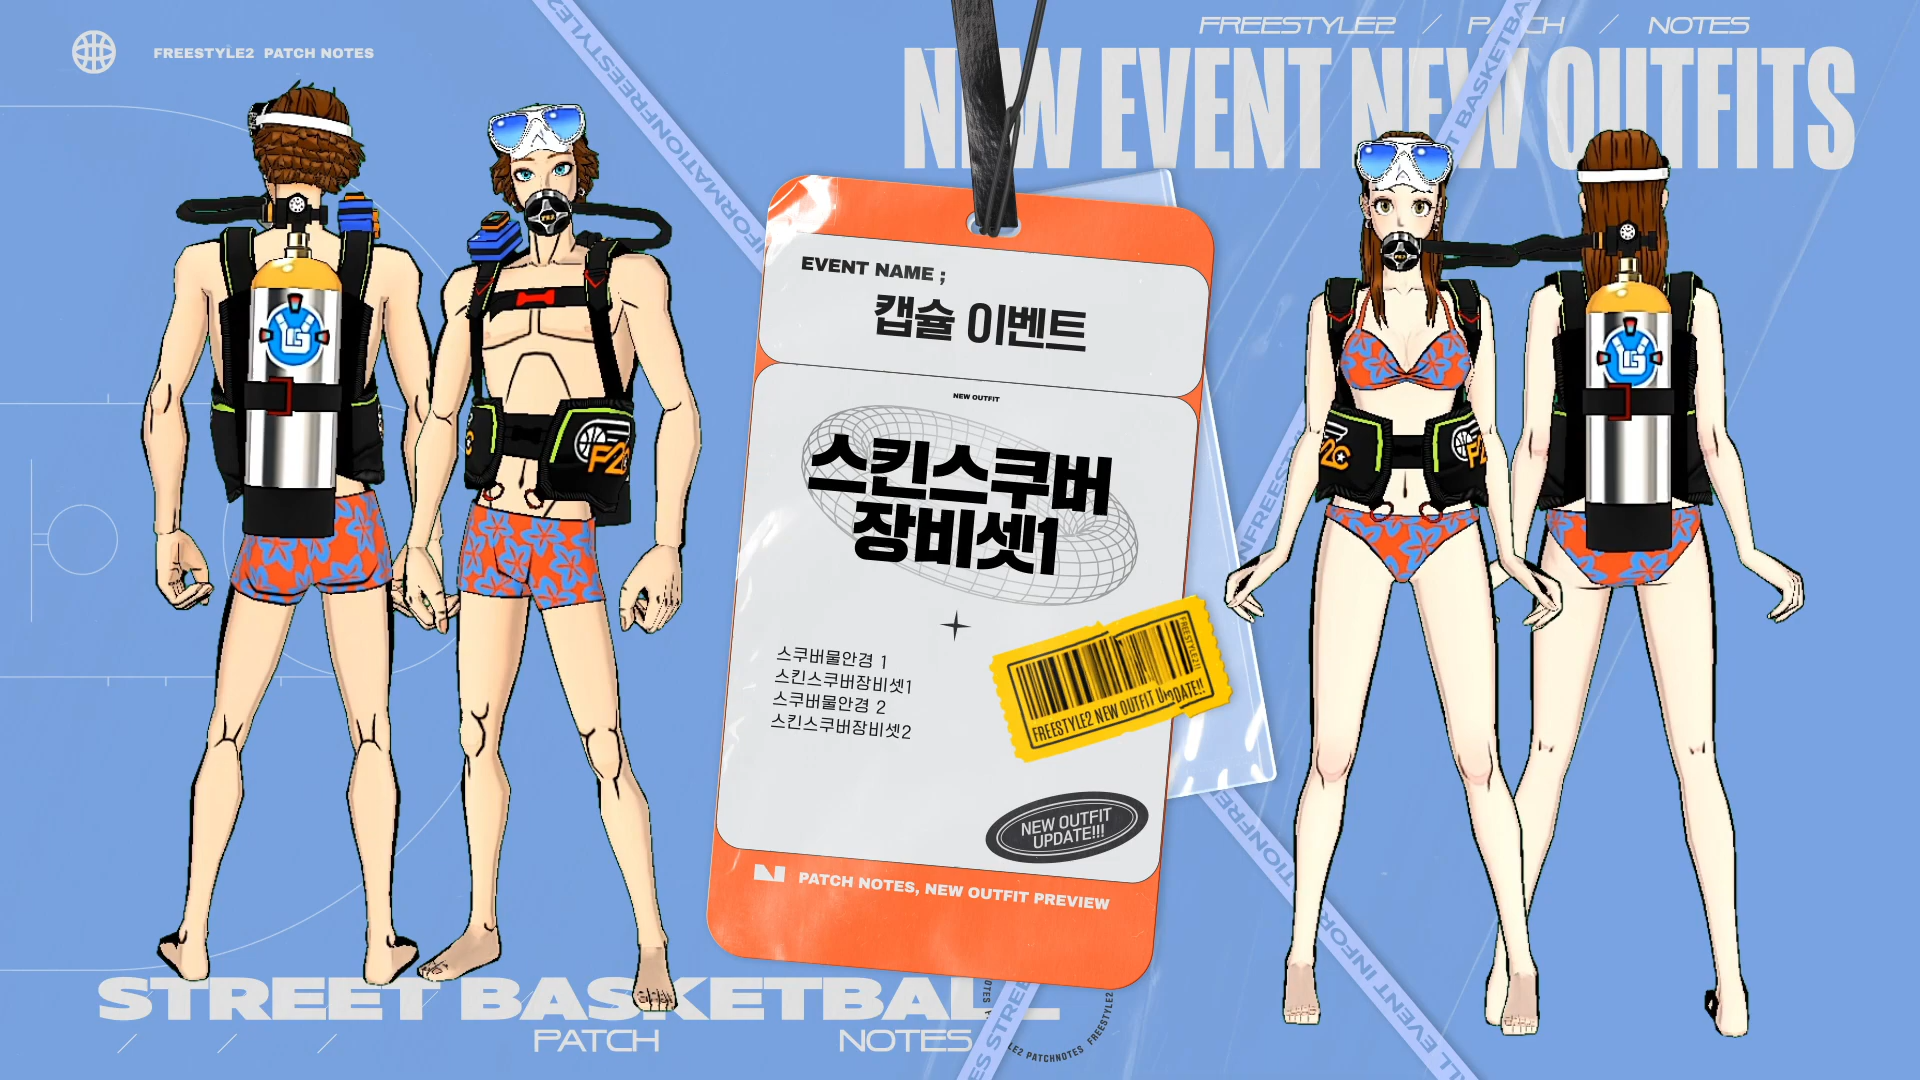 FREESTYLE2 PATCH NOTES
FREESTYLE2 / PATCH / NOTES
NEW EVENT NEW OUTFITS
EVENT NAME ;
캡슐 이벤트
NEW OUTFIT
스킨스쿠버
장비셋1
스쿠버물안경 1
스킨스쿠버장비셋1
스쿠버물안경 2
스킨스쿠버장비셋2
FREESTYLE2!!
FREESTYLE2 NEW OUTFIT UPDATE!!
NEW OUTFIT
UPDATE!!!
PATCH NOTES, NEW OUTFIT PREVIEW
STREET BASKETBALL
PATCH NOTES